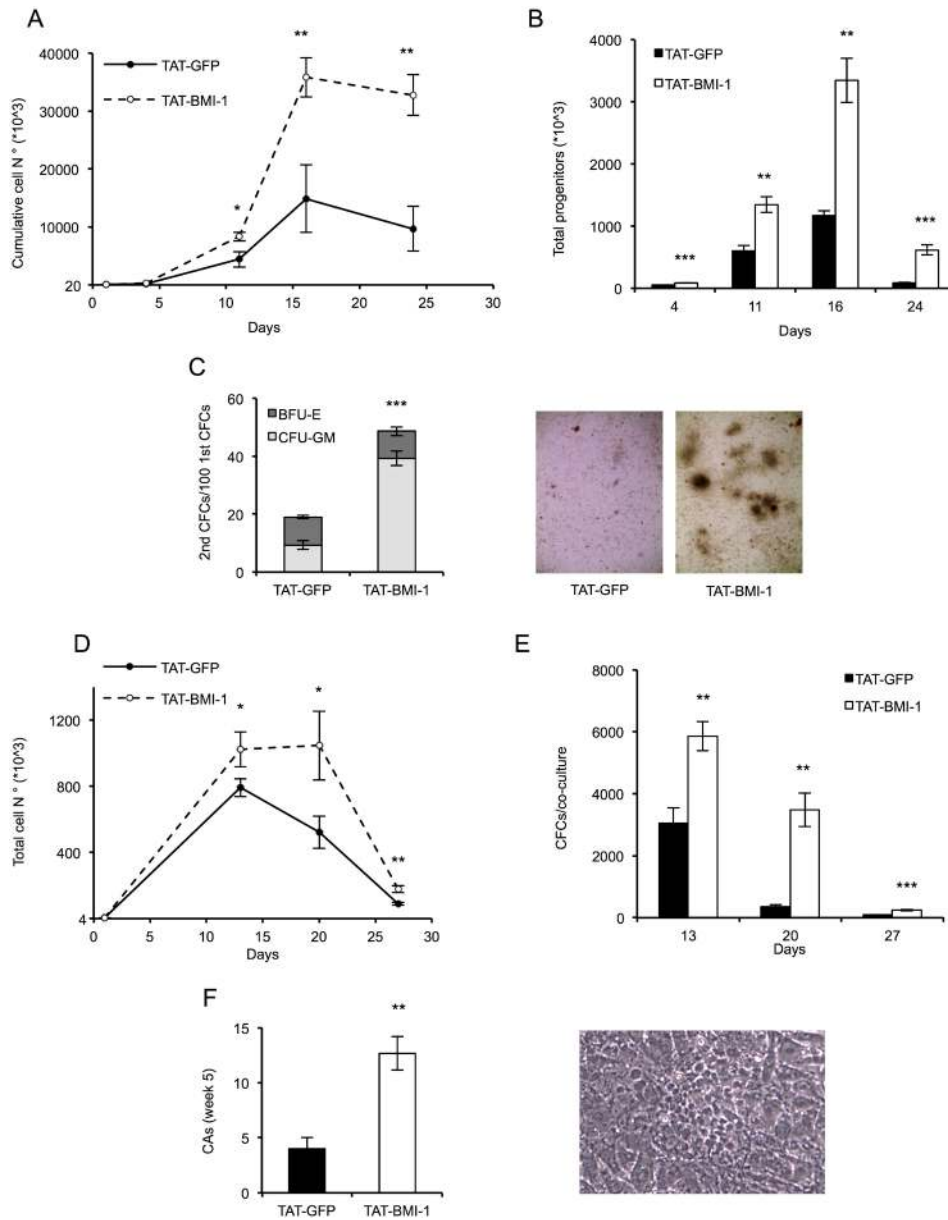 A
TAT-GFP
TAT-BMI-1
Cumulative cell N ° (*10^3)
40000
30000
20000
10000
20
*
**
**
0 5 10 15 20 25 30
Days
B
TAT-GFP
TAT-BMI-1
Total progenitors (*10^3)
4000
3000
2000
1000
0
***
**
**
***
4 11 16 24
Days
C
2nd CFCs/100 1st CFCs
60
40
20
0
BFU-E
CFU-GM
***
TAT-GFP TAT-BMI-1
TAT-GFP TAT-BMI-1
D
TAT-GFP
TAT-BMI-1
Total cell N ° (*10^3)
1200
800
400
4
*
*
**
0 5 10 15 20 25 30
Days
E
TAT-GFP
TAT-BMI-1
CFCs/co-culture
8000
6000
4000
2000
0
**
**
***
13 20 27
Days
F
CAs (week 5)
15
10
5
0
**
TAT-GFP TAT-BMI-1